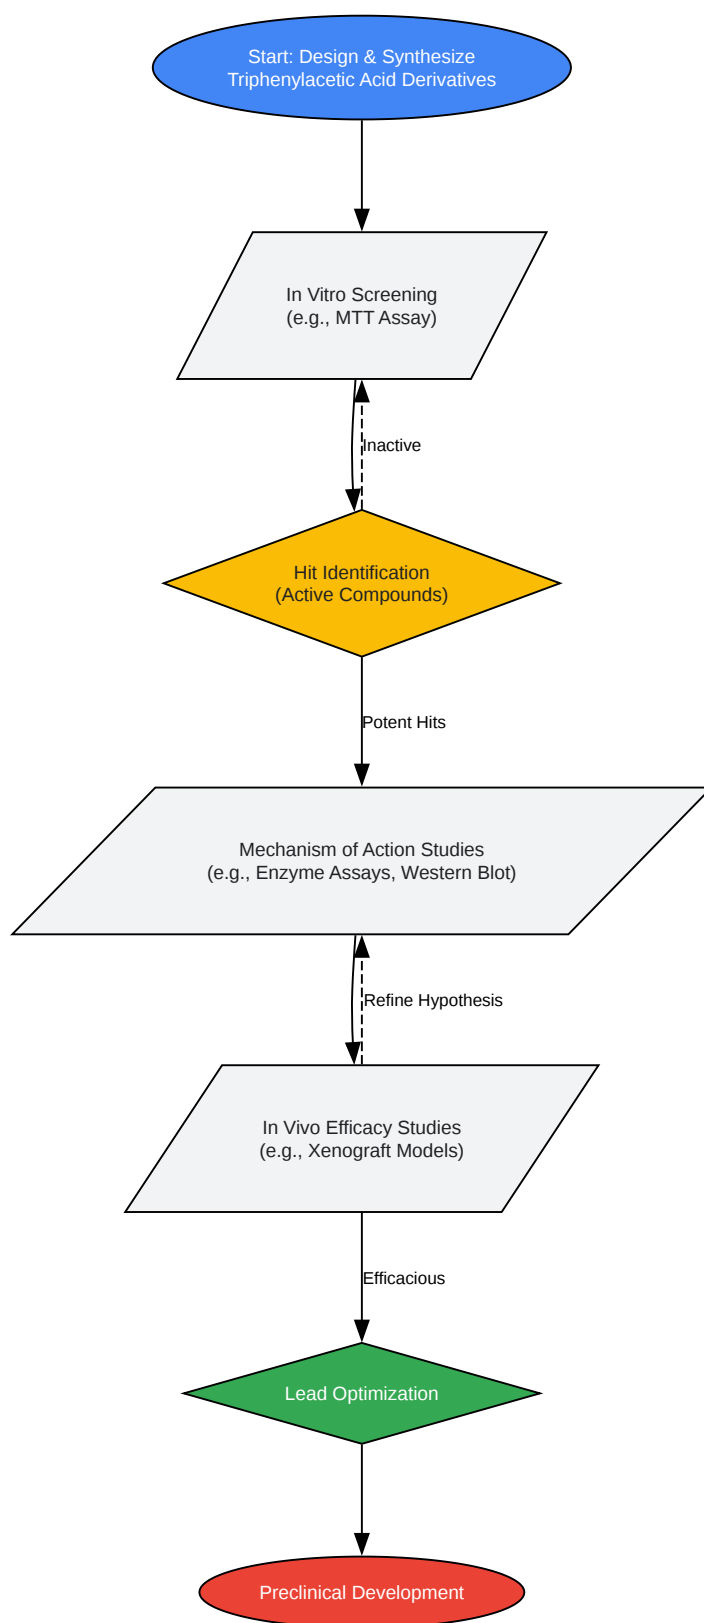 Start: Design & Synthesize
Triphenylacetic Acid Derivatives
In Vitro Screening
(e.g., MTT Assay)
Inactive
Hit Identification
(Active Compounds)
Potent Hits
Mechanism of Action Studies
(e.g., Enzyme Assays, Western Blot)
Refine Hypothesis
In Vivo Efficacy Studies
(e.g., Xenograft Models)
Efficacious
Lead Optimization
Preclinical Development